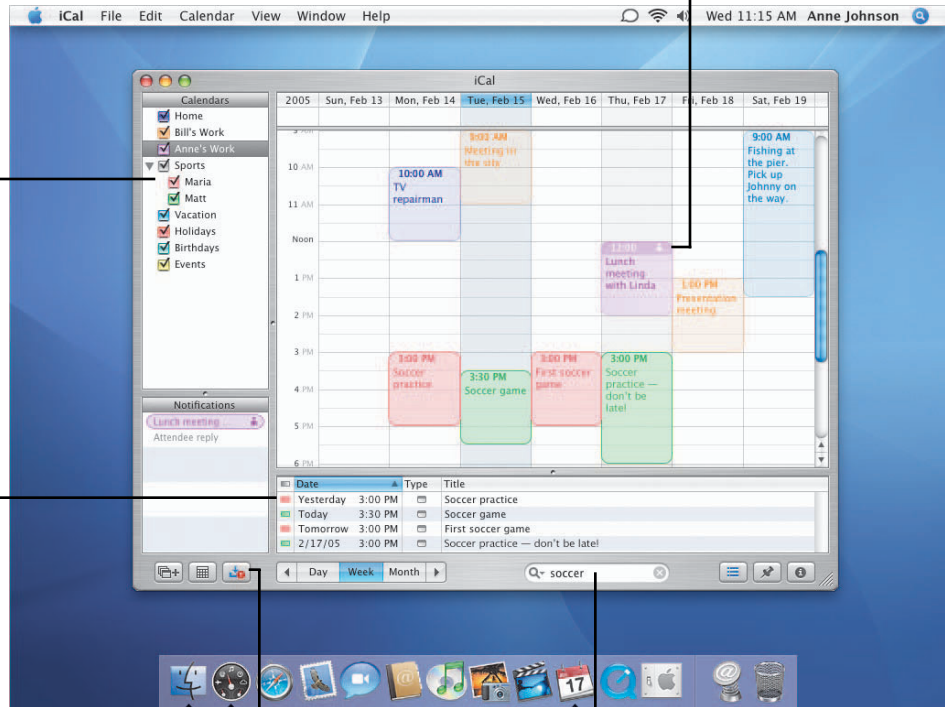 iCal File Edit Calendar View Window Help Wed 11:15 AM Anne Johnson
iCal
Calendars
Home
Bill's Work
Anne's Work
Sports
Maria
Matt
Vacation
Holidays
Birthdays
Events
Notifications
Lunch meeting ...
Attendee reply
2005 Sun, Feb 13 Mon, Feb 14 Tue, Feb 15 Wed, Feb 16 Thu, Feb 17 Fri, Feb 18 Sat, Feb 19
10 AM
11 AM
Noon
1 PM
2 PM
3 PM
4 PM
5 PM
6 PM
10:00 AM
TV
repairman
3:00 PM
Soccer
practice
9:00 AM
Meeting in
the city
3:30 PM
Soccer game
3:00 PM
First soccer
game
12:00
Lunch
meeting
with Linda
3:00 PM
Soccer
practice —
don't be
late!
1:00 PM
Presentation
meeting
9:00 AM
Fishing at
the pier.
Pick up
Johnny on
the way.
Date Type Title
Yesterday 3:00 PM Soccer practice
Today 3:30 PM Soccer game
Tomorrow 3:00 PM First soccer game
2/17/05 3:00 PM Soccer practice — don't be late!
Day Week Month
soccer
17